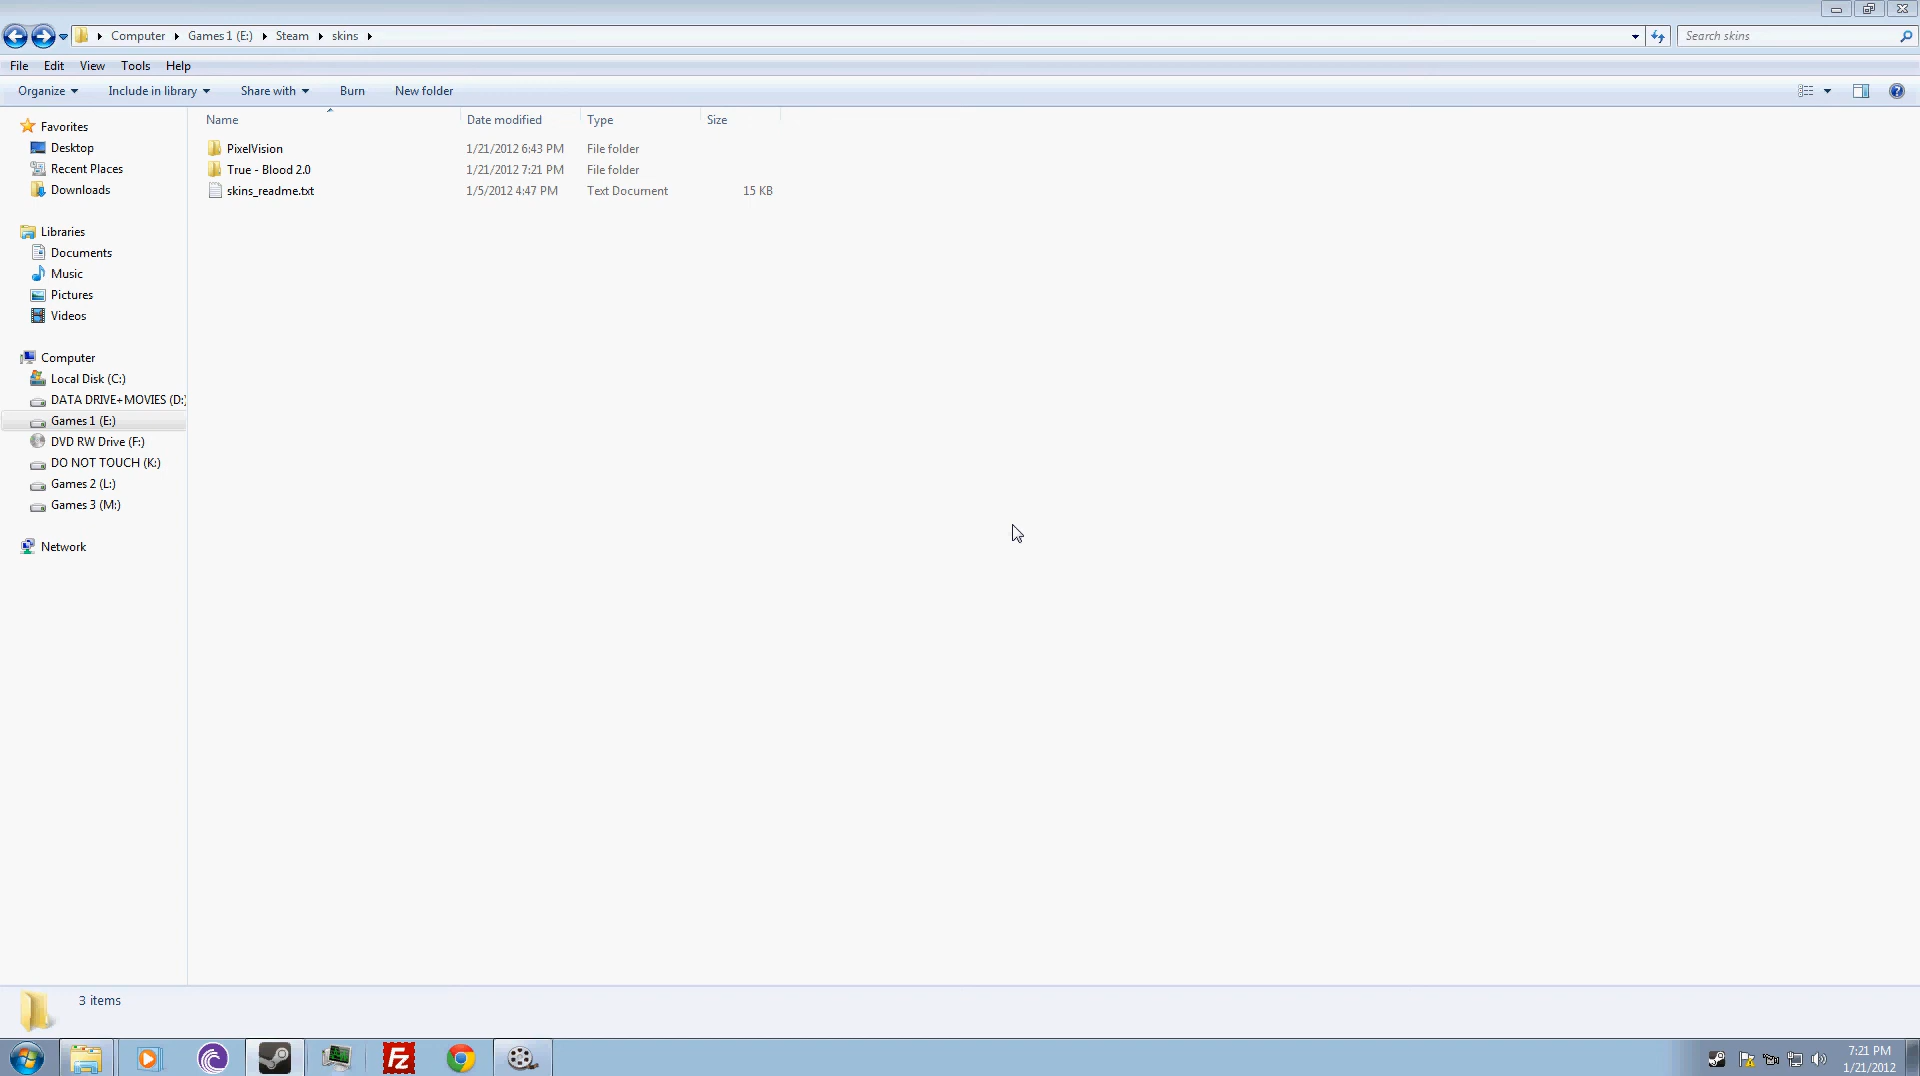 Computer Games 1 (E:) Steam skins
Search skins
File Edit View Tools Help
Organize Include in library Share with Burn New folder
Name Date modified Type Size
PixelVision 1/21/2012 6:43 PM File folder
True - Blood 2.0 1/21/2012 7:21 PM File folder
skins_readme.txt 1/5/2012 4:47 PM Text Document 15 KB
Favorites
Desktop
Recent Places
Downloads
Libraries
Documents
Music
Pictures
Videos
Computer
Local Disk (C:)
DATA DRIVE+MOVIES (D:)
Games 1 (E:)
DVD RW Drive (F:)
DO NOT TOUCH (K:)
Games 2 (L:)
Games 3 (M:)
Network
3 items
Fz
7:21 PM
1/21/2012